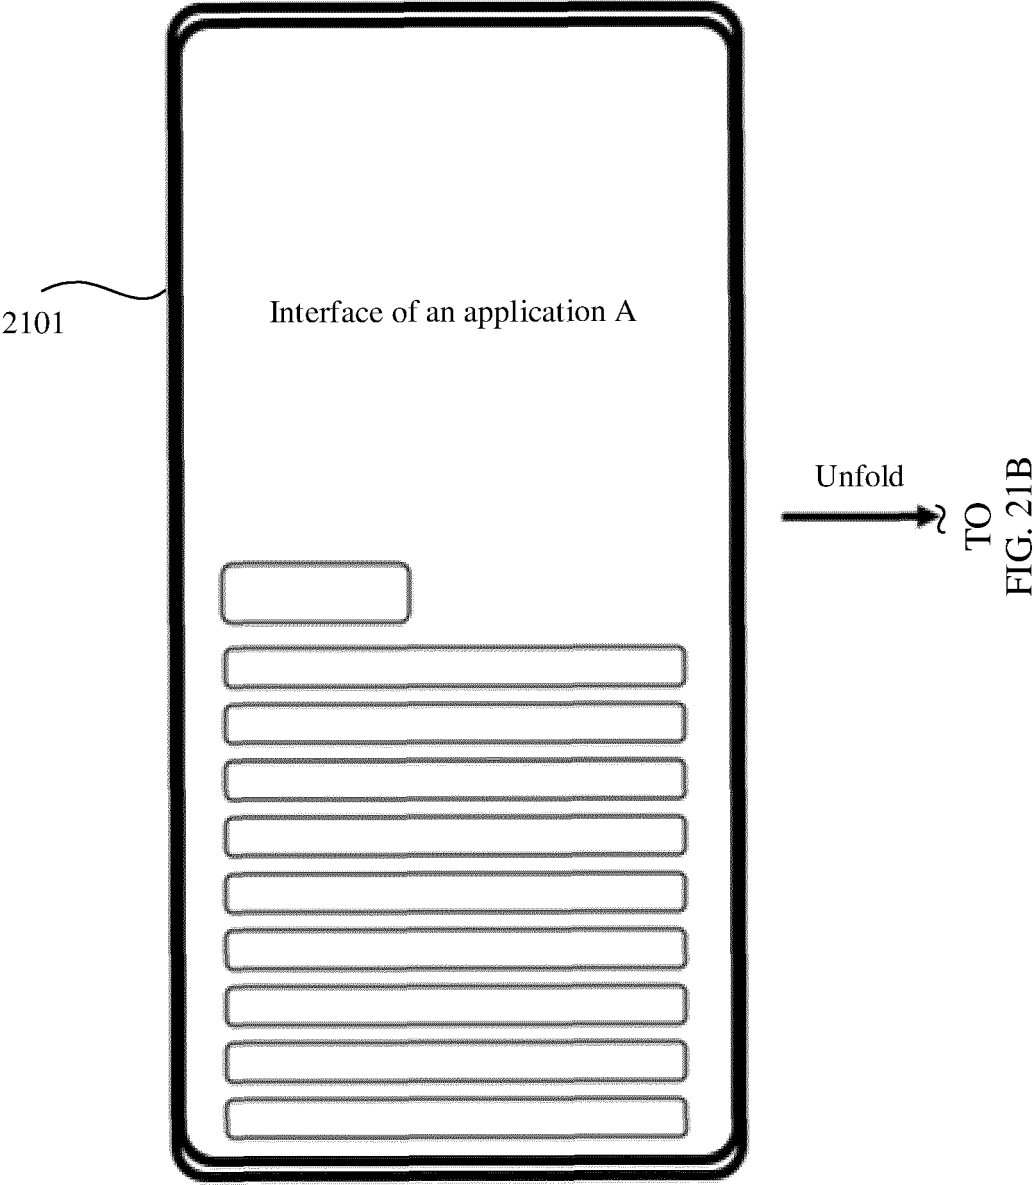 Interface of an application A
2101
Unfold
TO
FIG. 21B